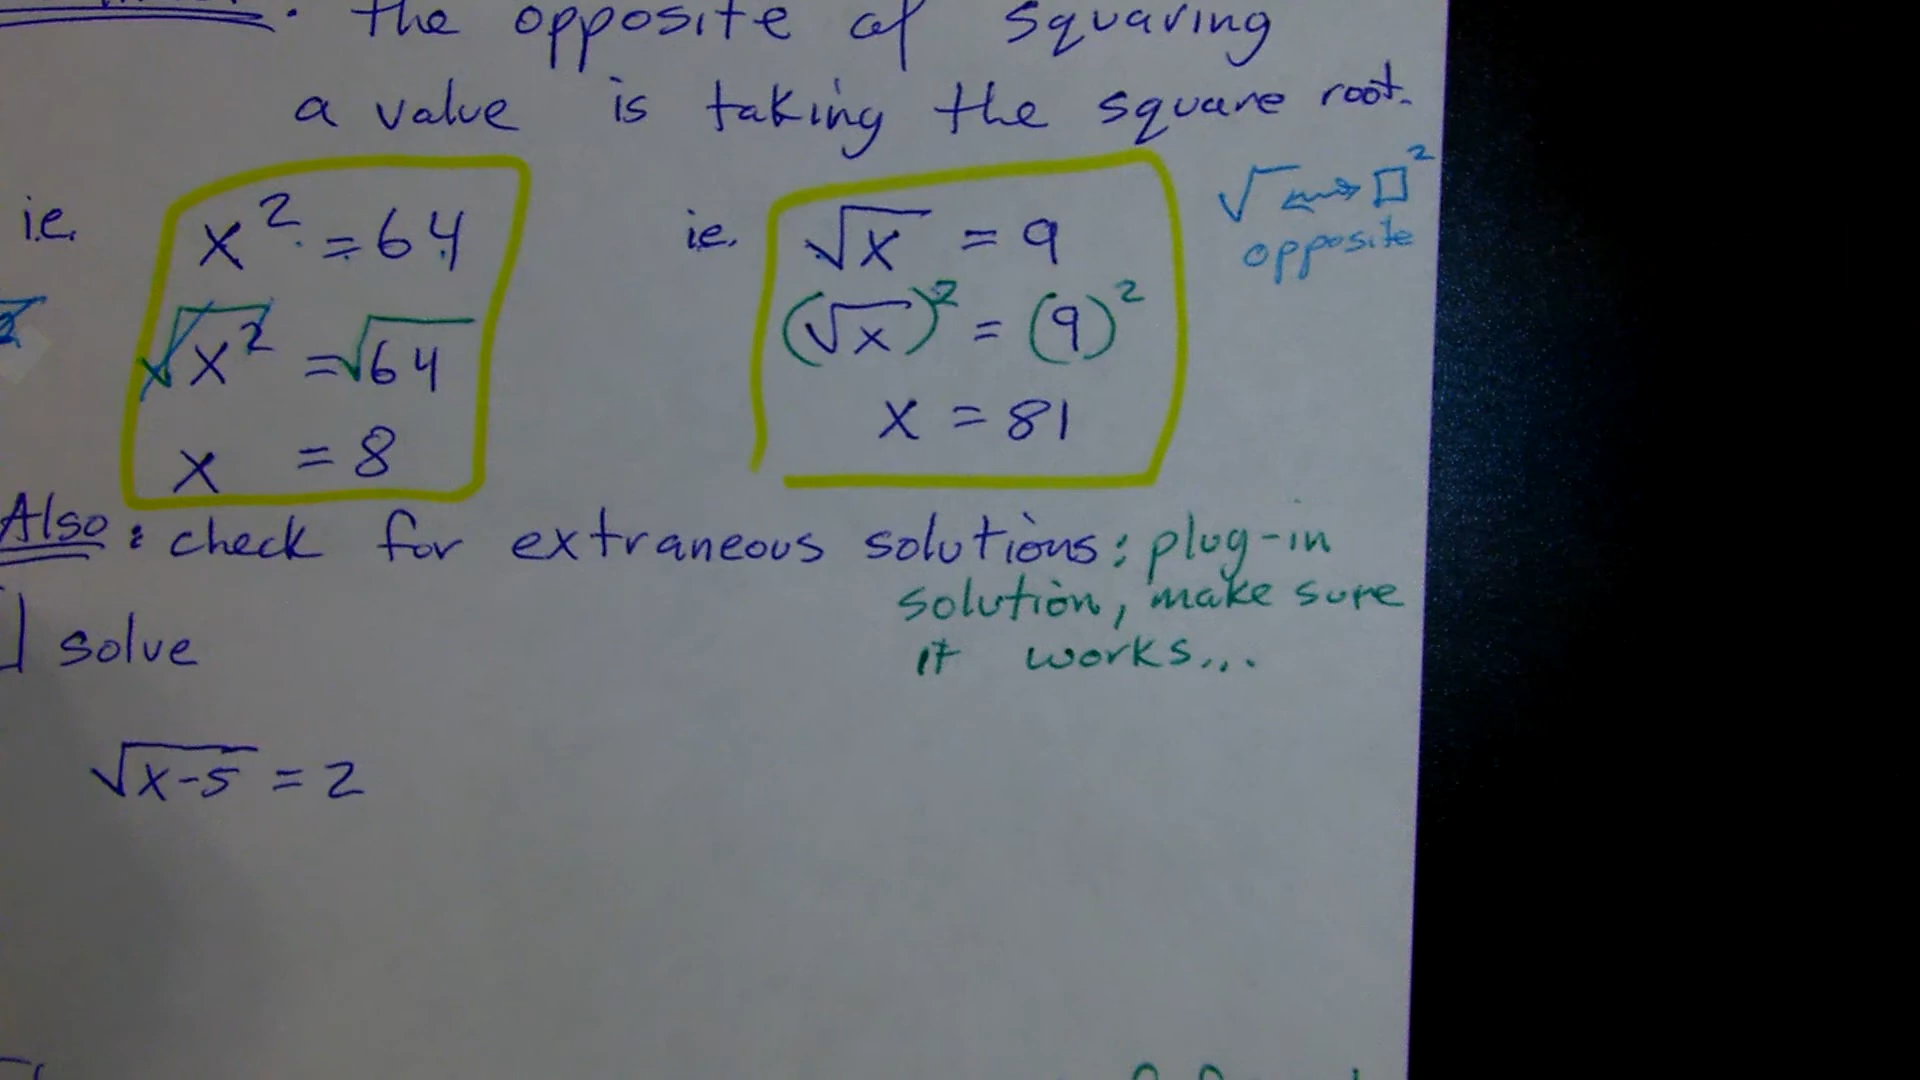 : the opposite of squaring
a value is taking the square root.
√ ⟷ □²
opposite
i.e.
x² = 64
√x² = √64
x = 8
i.e.
√x = 9
(√x)² = (9)²
x = 81
Also: check for extraneous solutions: plug-in
solution, make sure
it works...
solve
√x-5 = 2